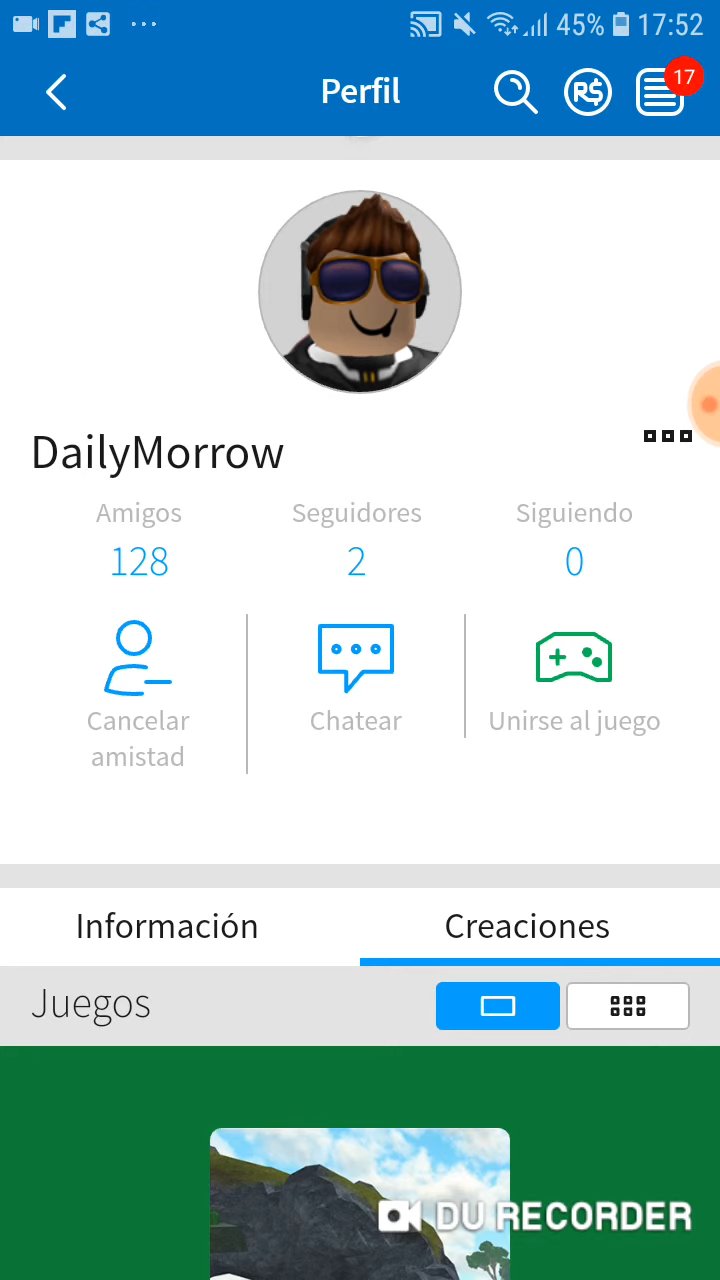 45% 17:52
Perfil
R$
17
DailyMorrow
Amigos
Seguidores
Siguiendo
128
2
0
Cancelar
amistad
Chatear
Unirse al juego
Información
Creaciones
Juegos
DU RECORDER